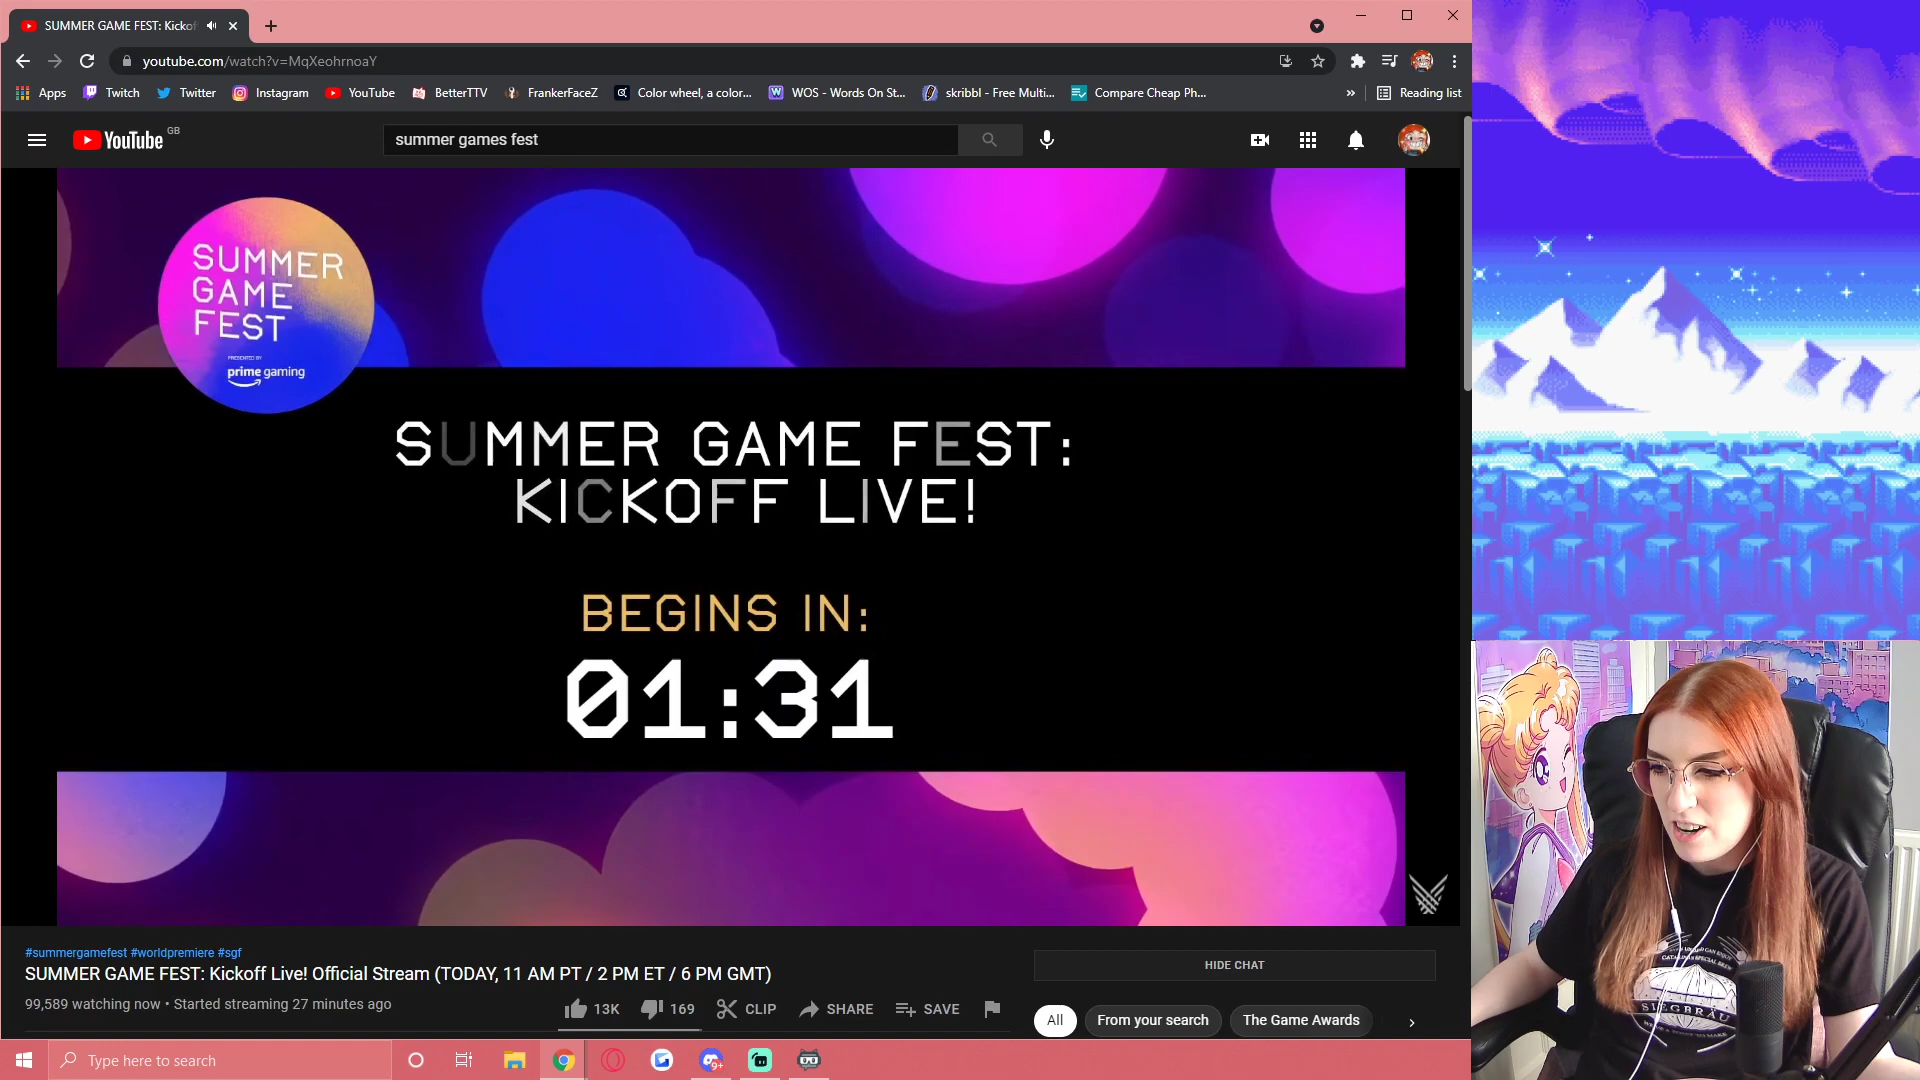 SUMMER GAME FEST: Kicko
youtube.com/watch?v=MqXeohrnoaY
Apps Twitch Twitter Instagram YouTube BetterTTV FrankerFaceZ Color wheel, a color... WOS - Words On St... skribbl - Free Multi... Compare Cheap Ph... » Reading list
YouTube GB
summer games fest
SUMMER
GAME
FEST
PRESENTED BY
prime gaming
SUMMER GAME FEST:
KICKOFF LIVE!
BEGINS IN:
01:31
#summergamefest #worldpremiere #sgf
SUMMER GAME FEST: Kickoff Live! Official Stream (TODAY, 11 AM PT / 2 PM ET / 6 PM GMT)
99,589 watching now • Started streaming 27 minutes ago
13K 169 CLIP SHARE SAVE
HIDE CHAT
All From your search The Game Awards
SIEGBRÄU
Type here to search
9+